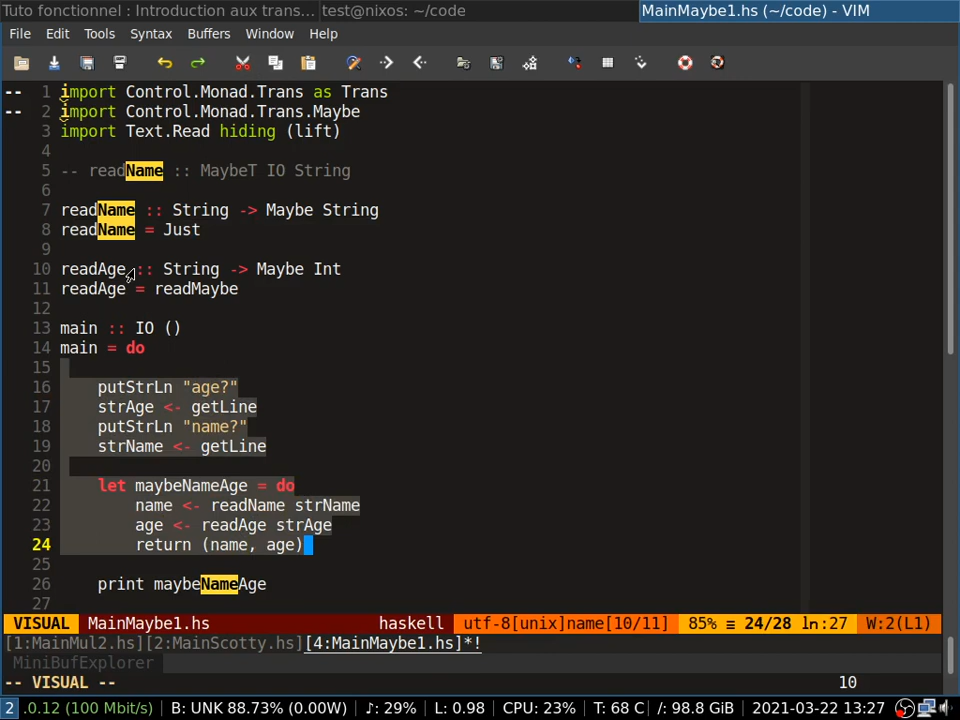 Tuto fonctionnel : Introduction aux trans... test@nixos: ~/code MainMaybe1.hs (~/code) - VIM
File Edit Tools Syntax Buffers Window Help
-- 1 import Control.Monad.Trans as Trans
-- 2 import Control.Monad.Trans.Maybe
3 import Text.Read hiding (lift)
4
5 -- readName :: MaybeT IO String
6
7 readName :: String -> Maybe String
8 readName = Just
9
10 readAge :: String -> Maybe Int
11 readAge = readMaybe
12
13 main :: IO ()
14 main = do
15
16 putStrLn "age?"
17 strAge <- getLine
18 putStrLn "name?"
19 strName <- getLine
20
21 let maybeNameAge = do
22 name <- readName strName
23 age <- readAge strAge
24 return (name, age)
25
26 print maybeNameAge
27
VISUAL MainMaybe1.hs haskell utf-8[unix]name[10/11] 85% ≡ 24/28 ln:27 W:2(L1)
[1:MainMul2.hs][2:MainScotty.hs][4:MainMaybe1.hs]*!
MiniBufExplorer
-- VISUAL -- 10
2 .0.12 (100 Mbit/s) B: UNK 88.73% (0.00W) ♪: 29% L: 0.98 CPU: 23% T: 68 C /: 98.8 GiB 2021-03-22 13:27